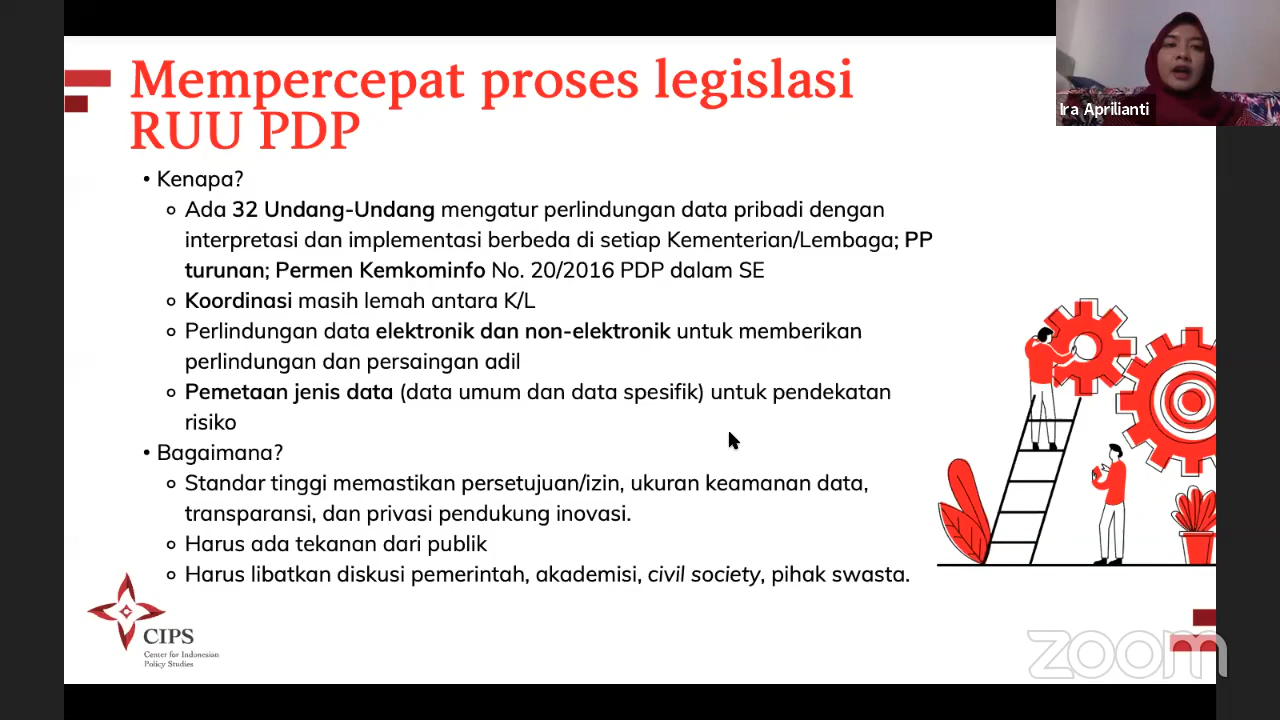 Mempercepat proses legislasi
RUU PDP
Ira Aprilianti
• Kenapa?
Ada 32 Undang-Undang mengatur perlindungan data pribadi dengan
interpretasi dan implementasi berbeda di setiap Kementerian/Lembaga; PP
turunan; Permen Kemkominfo No. 20/2016 PDP dalam SE
Koordinasi masih lemah antara K/L
Perlindungan data elektronik dan non-elektronik untuk memberikan
perlindungan dan persaingan adil
Pemetaan jenis data (data umum dan data spesifik) untuk pendekatan
risiko
• Bagaimana?
Standar tinggi memastikan persetujuan/izin, ukuran keamanan data,
transparansi, dan privasi pendukung inovasi.
Harus ada tekanan dari publik
Harus libatkan diskusi pemerintah, akademisi, civil society, pihak swasta.
CIPS
Center for Indonesian
Policy Studies
zoom